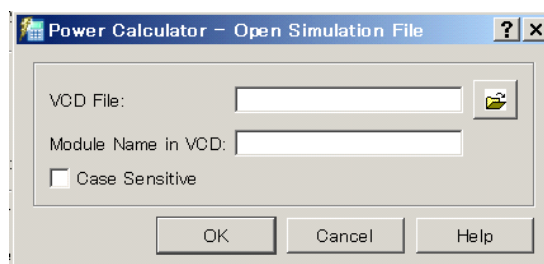 Power Calculator - Open Simulation File
VCD File:
Module Name in VCD:
Case Sensitive
OK Cancel Help